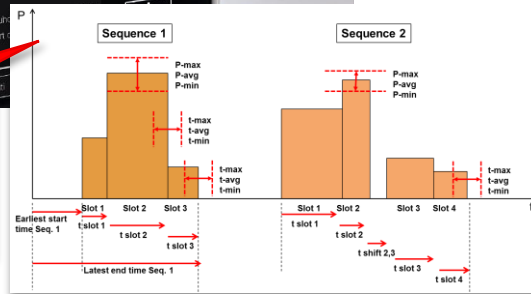 P
Sequence 1
Sequence 2
P-max
P-avg
P-min
P-max
P-avg
P-min
t-max
t-avg
t-min
t-max
t-avg
t-min
t-max
t-avg
t-min
Slot 1 Slot 2 Slot 3
Slot 1 Slot 2 Slot 3 Slot 4
Earliest start
time Seq. 1
t slot 1
t slot 2
t slot 3
Latest end time Seq. 1
t slot 1
t slot 2
t shift 2,3
t slot 3
t slot 4